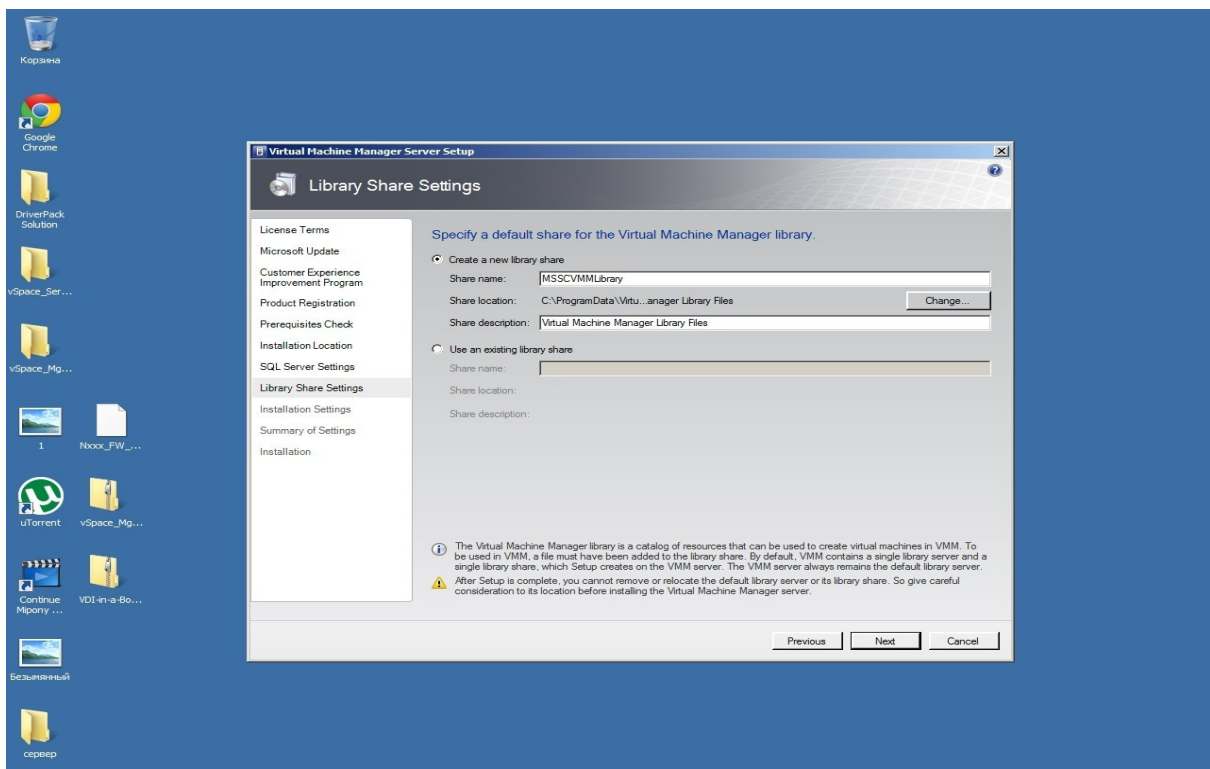 Корзина
Google
Chrome
DriverPack
Solution
vSpace_Ser...
vSpace_Mg...
1
Nxxx_FW_...
uTorrent
vSpace_Mg...
Continue
Mipony ...
VDI-in-a-Bo...
Безымянный
сервер
Virtual Machine Manager Server Setup
Library Share Settings
License Terms
Microsoft Update
Customer Experience
Improvement Program
Product Registration
Prerequisites Check
Installation Location
SQL Server Settings
Library Share Settings
Installation Settings
Summary of Settings
Installation
Specify a default share for the Virtual Machine Manager library.
Create a new library share
Share name: MSSCVMMLibrary
Share location: C:\ProgramData\Virtu...anager Library Files Change...
Share description: Virtual Machine Manager Library Files
Use an existing library share
Share name:
Share location:
Share description:
The Virtual Machine Manager library is a catalog of resources that can be used to create virtual machines in VMM. To
be used in VMM, a file must have been added to the library share. By default, VMM contains a single library server and a
single library share, which Setup creates on the VMM server. The VMM server always remains the default library server.
After Setup is complete, you cannot remove or relocate the default library server or its library share. So give careful
consideration to its location before installing the Virtual Machine Manager server.
Previous Next Cancel